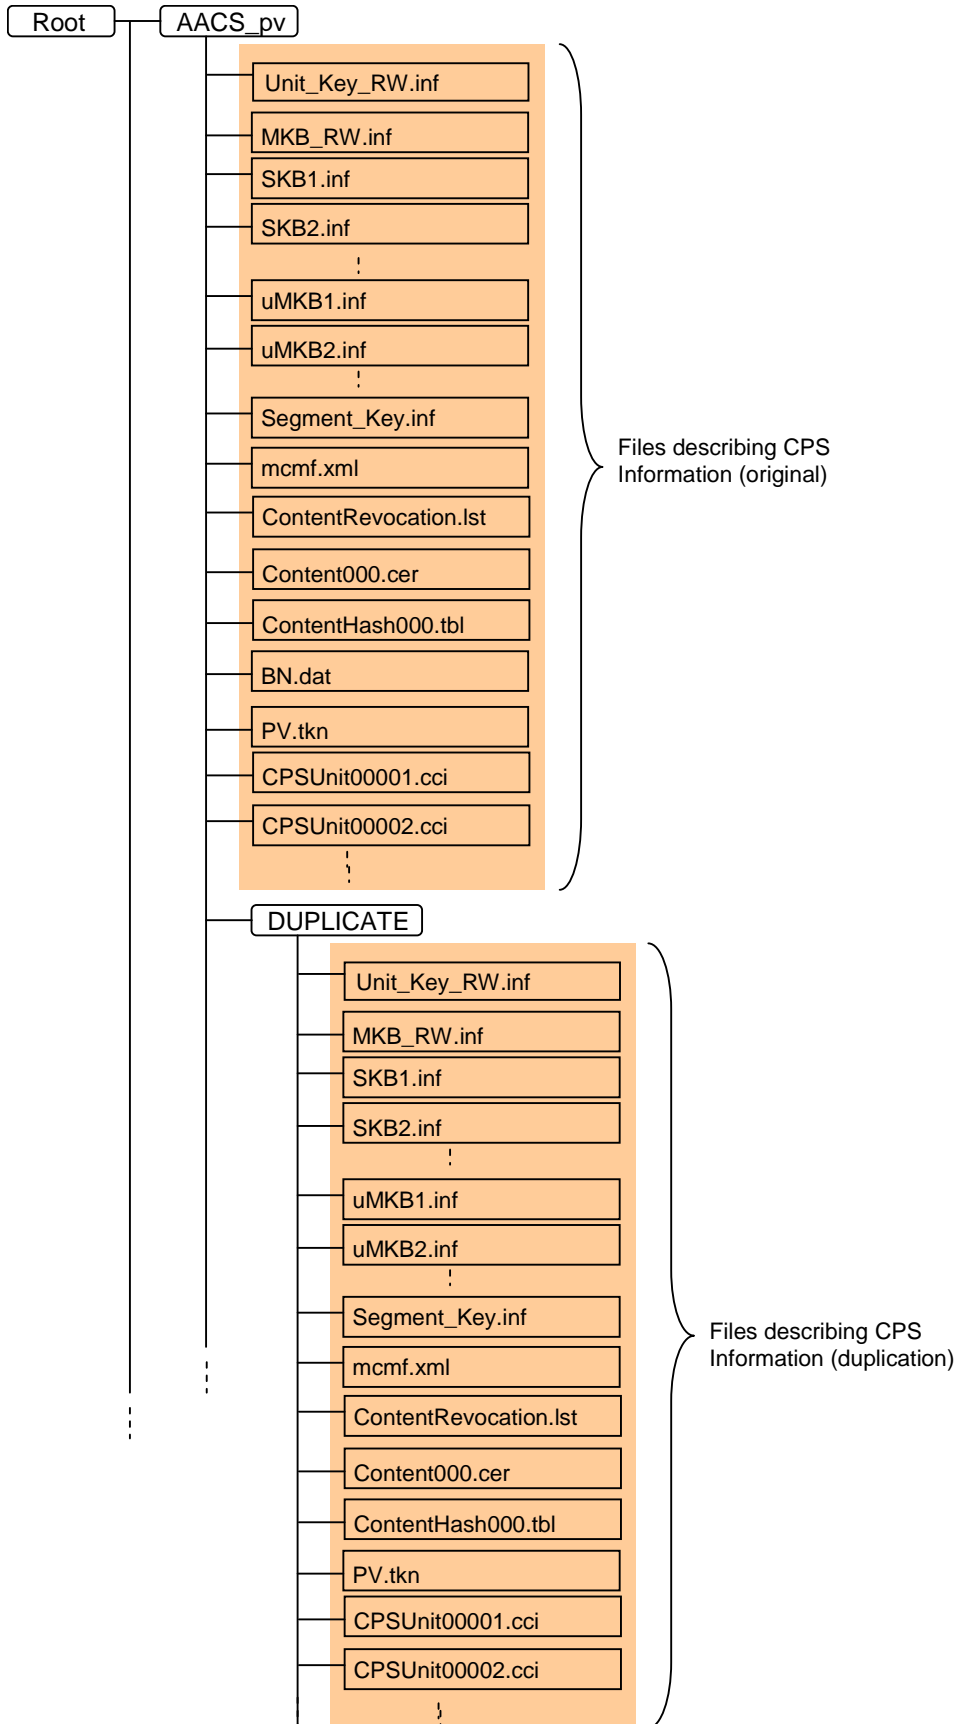 Root
AACS_pv
Unit_Key_RW.inf
MKB_RW.inf
SKB1.inf
SKB2.inf
uMKB1.inf
uMKB2.inf
Segment_Key.inf
mcmf.xml
ContentRevocation.lst
Content000.cer
ContentHash000.tbl
BN.dat
PV.tkn
CPSUnit00001.cci
CPSUnit00002.cci
Files describing CPS
Information (original)
DUPLICATE
Unit_Key_RW.inf
MKB_RW.inf
SKB1.inf
SKB2.inf
uMKB1.inf
uMKB2.inf
Segment_Key.inf
mcmf.xml
ContentRevocation.lst
Content000.cer
ContentHash000.tbl
PV.tkn
CPSUnit00001.cci
CPSUnit00002.cci
Files describing CPS
Information (duplication)